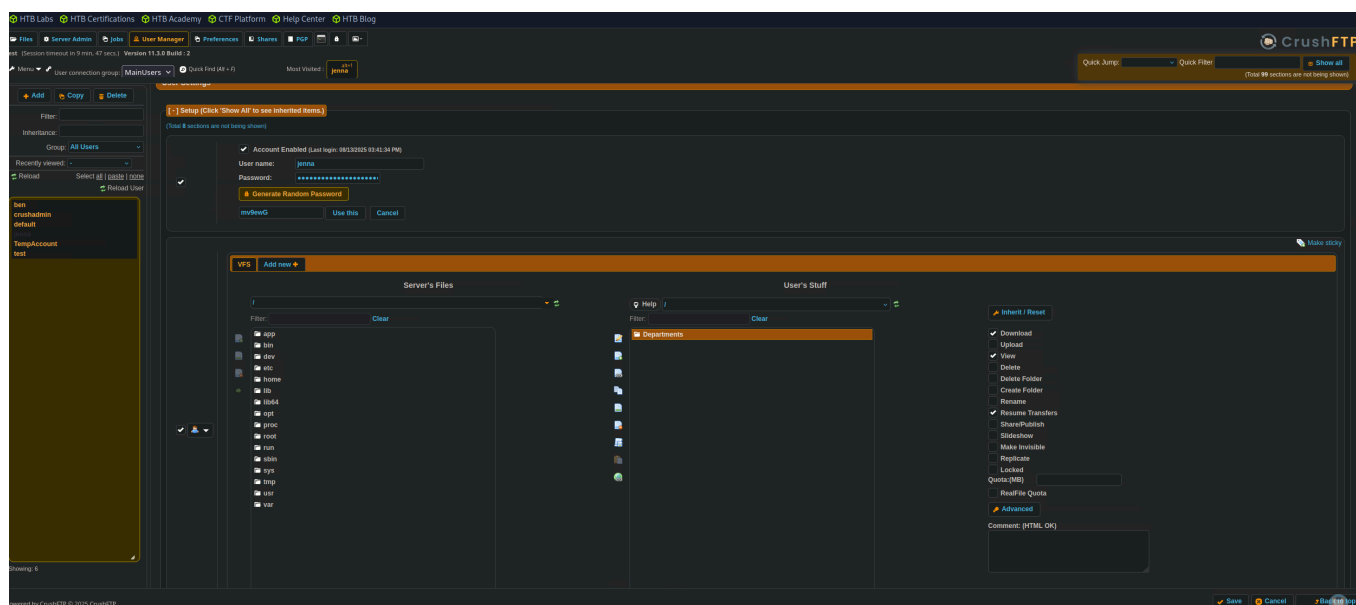 HTB Labs HTB Certifications HTB Academy CTF Platform Help Center HTB Blog
Files Server Admin Jobs User Manager Preferences Shares PGP
CrushFTP
(Session timeout in 9 min, 47 secs.) Version 11.3.0 Build : 2
Menu User connection group: MainUsers Quick Find (Alt + F) Most Visited : jenna
Quick Jump: Quick Filter Show all
(Total 99 sections are not being shown)
User Settings
Add Copy Delete
Filter:
Inheritance:
Group: All Users
Recently viewed: -
Reload Select all | paste | none
Reload User
ben
crushadmin
default
TempAccount
test
Showing: 6
[ - ] Setup (Click 'Show All' to see inherited items.)
(Total 8 sections are not being shown)
Account Enabled (Last login: 08/13/2025 03:41:34 PM)
User name: jenna
Password:
Generate Random Password
mv9ewG Use this Cancel
Make sticky
VFS Add new
Server's Files
/
Filter: Clear
app
bin
dev
etc
home
lib
lib64
opt
proc
root
run
sbin
sys
tmp
usr
var
User's Stuff
Help /
Filter: Clear
Departments
Inherit / Reset
Download
Upload
View
Delete
Delete Folder
Create Folder
Rename
Resume Transfers
Share/Publish
Slideshow
Make Invisible
Replicate
Locked
Quota:(MB)
RealFile Quota
Advanced
Comment: (HTML OK)
by CrushFTP © 2025 CrushFTP
Save Cancel Back to top